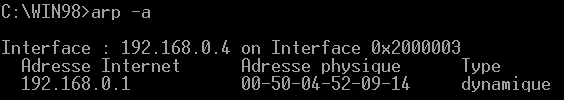 C:\WIN98>arp -a
Interface : 192.168.0.4 on Interface 0x2000003
Adresse Internet Adresse physique Type
192.168.0.1 00-50-04-52-09-14 dynamique